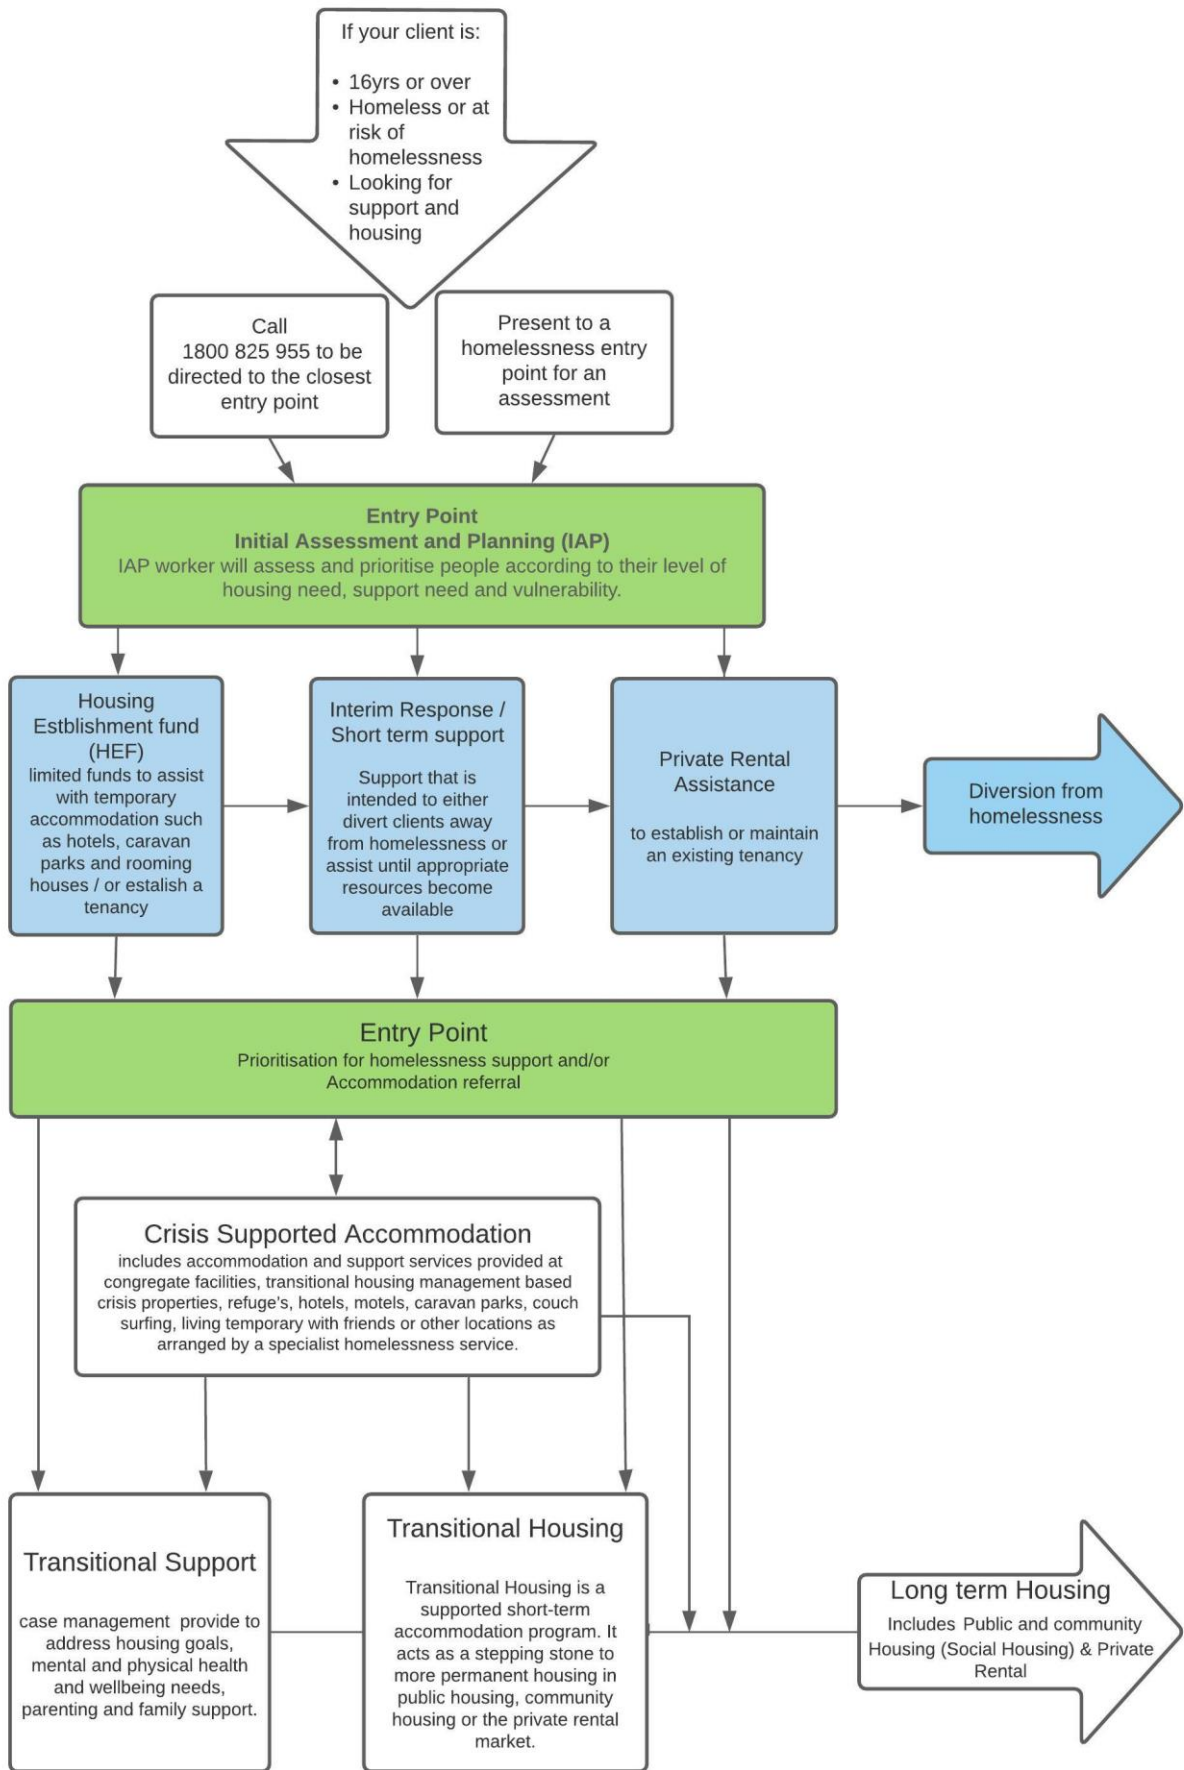 If your client is:
• 16yrs or over
• Homeless or at
risk of
homelessness
• Looking for
support and
housing
Call
1800 825 955 to be
directed to the closest
entry point
Present to a
homelessness entry
point for an
assessment
Entry Point
Initial Assessment and Planning (IAP)
IAP worker will assess and prioritise people according to their level of
housing need, support need and vulnerability.
Housing
Estblishment fund
(HEF)
limited funds to assist
with temporary
accommodation such
as hotels, caravan
parks and rooming
houses / or estalish a
tenancy
Interim Response /
Short term support
Support that is
intended to either
divert clients away
from homelessness or
assist until appropriate
resources become
available
Private Rental
Assistance
to establish or maintain
an existing tenancy
Diversion from
homelessness
Entry Point
Prioritisation for homelessness support and/or
Accommodation referral
Crisis Supported Accommodation
includes accommodation and support services provided at
congregate facilities, transitional housing management based
crisis properties, refuge's, hotels, motels, caravan parks, couch
surfing, living temporary with friends or other locations as
arranged by a specialist homelessness service.
Transitional Support
case management provide to
address housing goals,
mental and physical health
and wellbeing needs,
parenting and family support.
Transitional Housing
Transitional Housing is a
supported short-term
accommodation program. It
acts as a stepping stone to
more permanent housing in
public housing, community
housing or the private rental
market.
Long term Housing
Includes Public and community
Housing (Social Housing) & Private
Rental